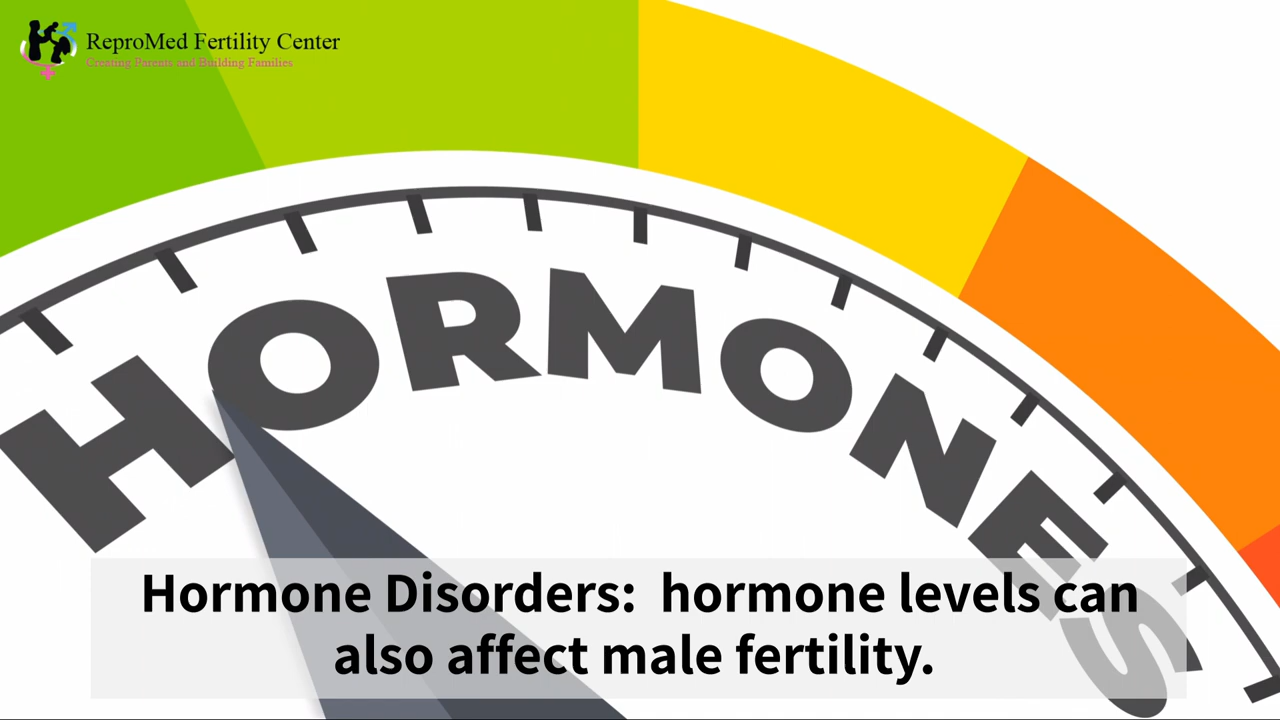 ReproMed Fertility Center
Creating Parents and Building Families
HORMONES
Hormone Disorders:  hormone levels can
also affect male fertility.